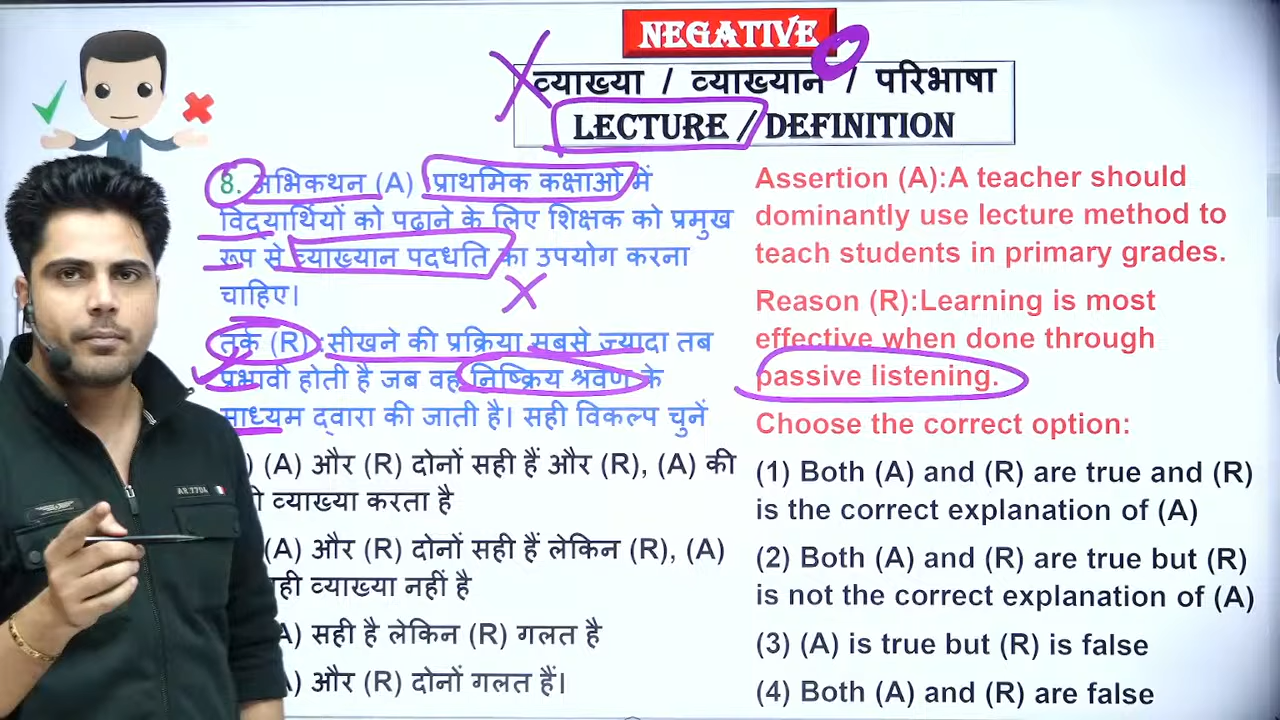 NEGATIVE
व्याख्या / व्याख्यान / परिभाषा
LECTURE / DEFINITION
8. अभिकथन (A) प्राथमिक कक्षाओं में
विद्यार्थियों को पढ़ाने के लिए शिक्षक को प्रमुख
रूप से व्याख्यान पदधति का उपयोग करना
चाहिए।
तर्क (R) :सीखने की प्रक्रिया सबसे ज्यादा तब
प्रभावी होती है जब वह निष्क्रिय श्रवण के
माध्यम द्वारा की जाती है। सही विकल्प चुनें
) (A) और (R) दोनों सही हैं और (R), (A) की
व्याख्या करता है
(A) और (R) दोनों सही हैं लेकिन (R), (A)
व्याख्या नहीं है
A) सही है लेकिन (R) गलत है
A) और (R) दोनों गलत हैं।
Assertion (A):A teacher should
dominantly use lecture method to
teach students in primary grades.
Reason (R):Learning is most
effective when done through
passive listening.
Choose the correct option:
(1) Both (A) and (R) are true and (R)
is the correct explanation of (A)
(2) Both (A) and (R) are true but (R)
is not the correct explanation of (A)
(3) (A) is true but (R) is false
(4) Both (A) and (R) are false
AR.7704